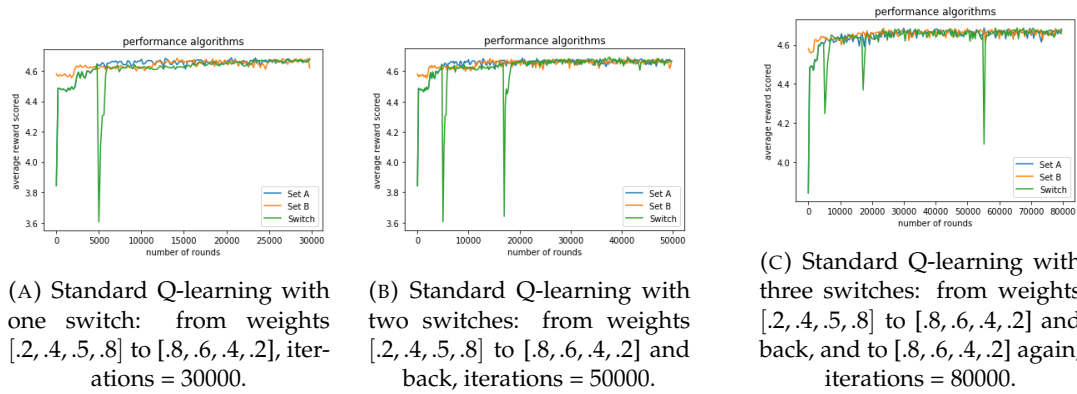 performance algorithms
4.6
4.4
4.2
4.0
3.8
3.6
average reward scored
0 5000 10000 15000 20000 25000 30000
number of rounds
Set A
Set B
Switch
(A) Standard Q-learning with
one switch: from weights
[.2, .4, .5, .8] to [.8, .6, .4, .2], iter-
ations = 30000.
performance algorithms
4.6
4.4
4.2
4.0
3.8
3.6
average reward scored
0 10000 20000 30000 40000 50000
number of rounds
Set A
Set B
Switch
(B) Standard Q-learning with
two switches: from weights
[.2, .4, .5, .8] to [.8, .6, .4, .2] and
back, iterations = 50000.
performance algorithms
4.6
4.4
4.2
4.0
average reward scored
0 10000 20000 30000 40000 50000 60000 70000 80000
number of rounds
Set A
Set B
Switch
(C) Standard Q-learning with
three switches: from weights
[.2, .4, .5, .8] to [.8, .6, .4, .2] and
back, and to [.8, .6, .4, .2] again,
iterations = 80000.